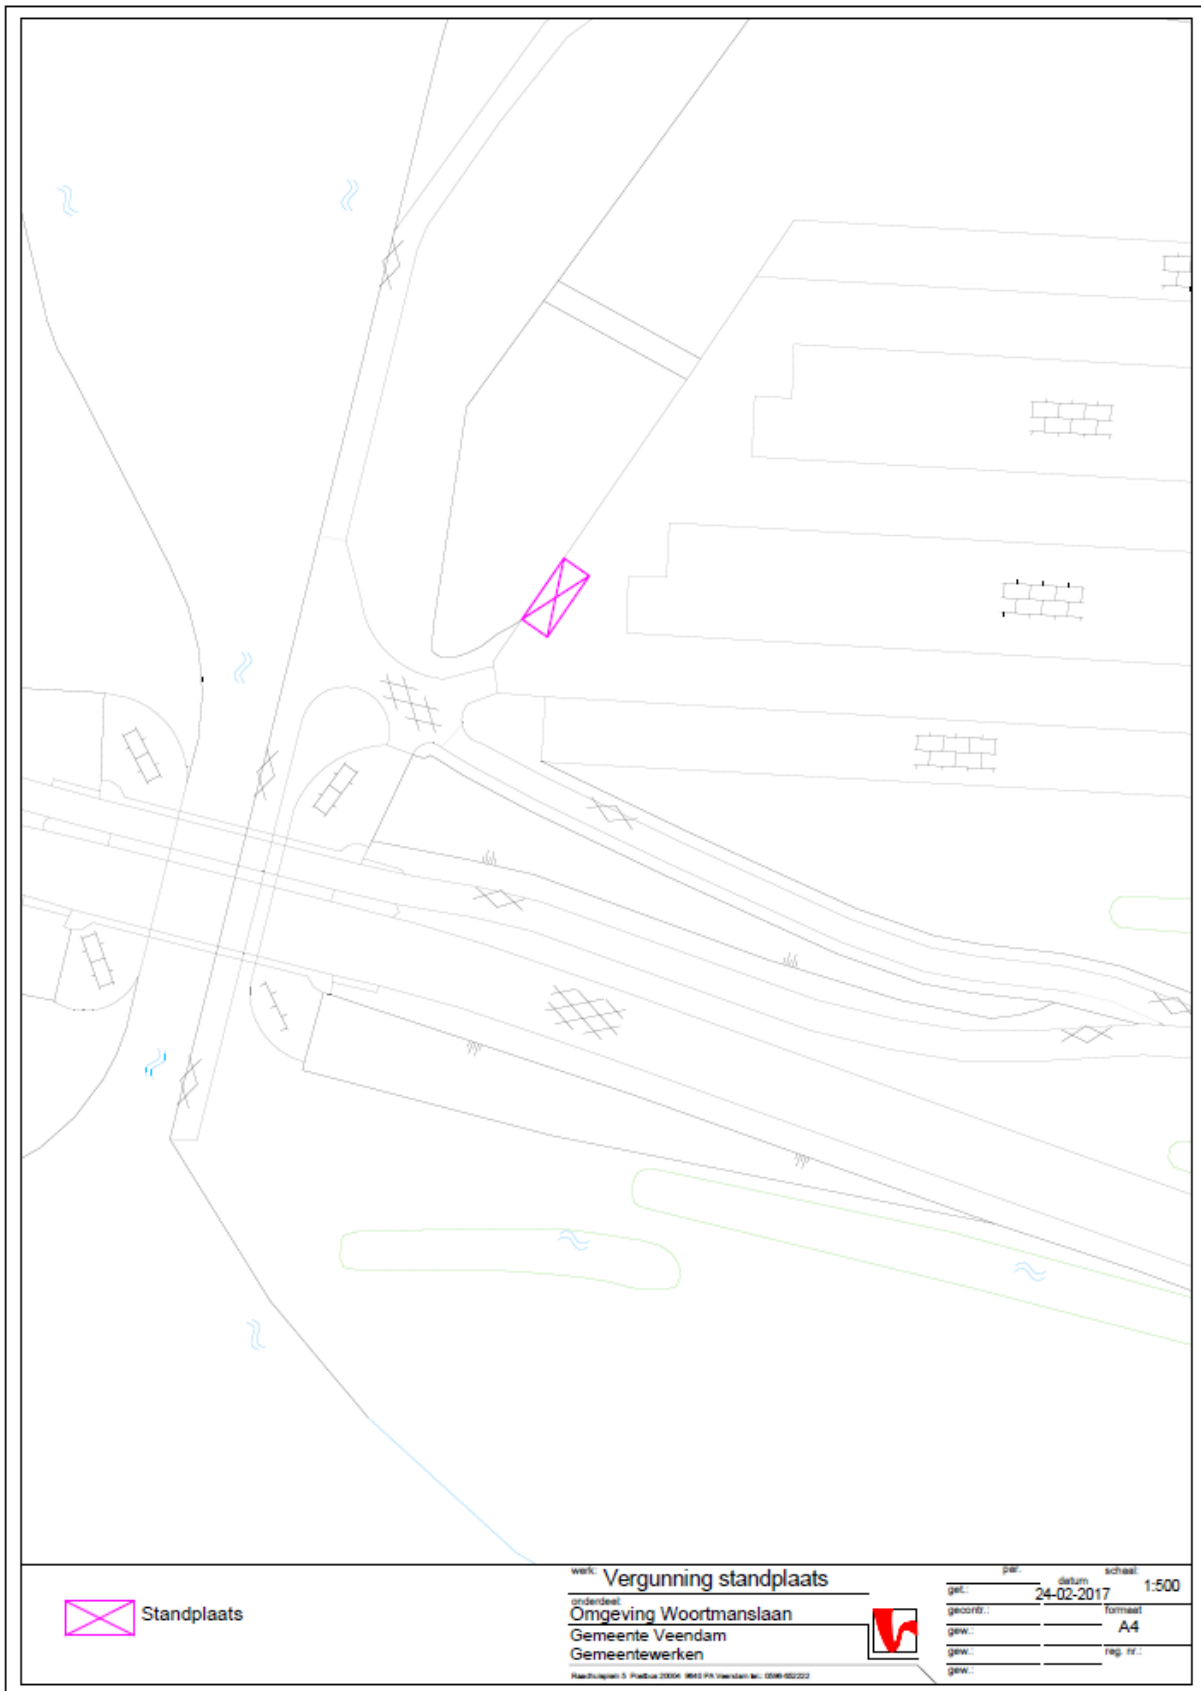 Standplaats
werk: Vergunning standplaats
onderdeel:
Omgeving Woortmanslaan
Gemeente Veendam
Gemeentewerken
Raadhuisplein 5 Postbus 20004 9640 PA Veendam tel.: 0598-652222
par. datum schaal:
get.: 24-02-2017 1:500
gecontr.: formaat
gew.: A4
gew.: reg. nr.:
gew.: